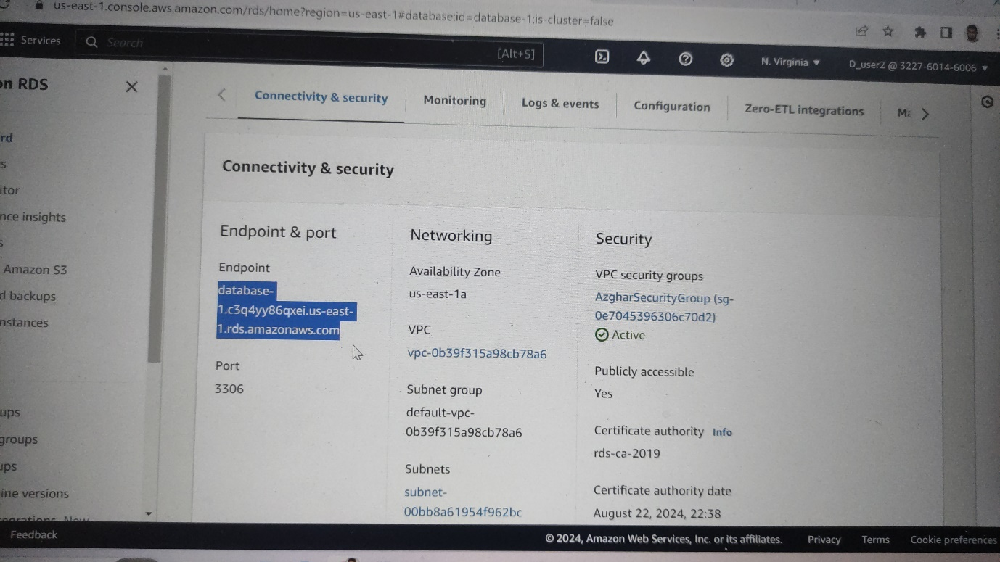 us-east-1.console.aws.amazon.com/rds/home?region=us-east-1#database:id=database-1;is-cluster=false
Services
Search
[Alt+S]
N. Virginia
D_user2 @ 3227-6014-6006
on RDS
rd
s
itor
nce insights
s
Amazon S3
d backups
nstances
ups
groups
ups
ine versions
Connectivity & security
Monitoring
Logs & events
Configuration
Zero-ETL integrations
Ma
Connectivity & security
Endpoint & port
Endpoint
database-
1.c3q4yy86qxei.us-east-
1.rds.amazonaws.com
Port
3306
Networking
Availability Zone
us-east-1a
VPC
vpc-0b39f315a98cb78a6
Subnet group
default-vpc-
0b39f315a98cb78a6
Subnets
subnet-
00bb8a61954f962bc
Security
VPC security groups
AzgharSecurityGroup (sg-
0e7045396306c70d2)
Active
Publicly accessible
Yes
Certificate authority Info
rds-ca-2019
Certificate authority date
August 22, 2024, 22:38
Feedback
© 2024, Amazon Web Services, Inc. or its affiliates.
Privacy
Terms
Cookie preferences